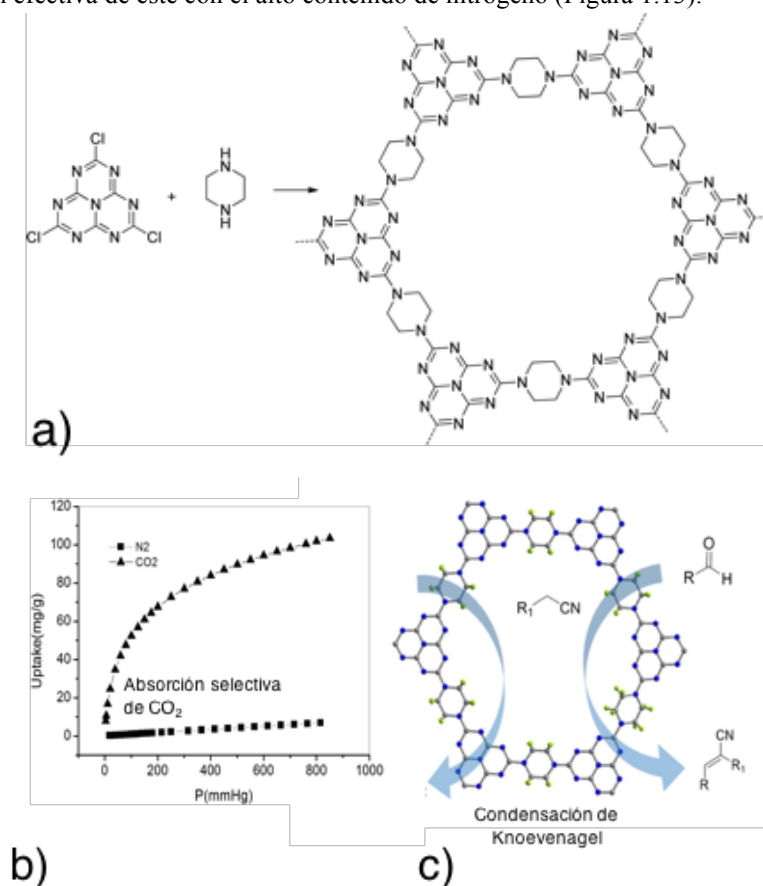 efectiva de este con el alto contenido de nitrógeno (Figura 1.13).
Cl
N N
N N N
Cl N N Cl
+
H
N
N
H
a)
120
100
80
60
40
20
0
Uptake(mg/g)
N2
CO2
Absorción selectiva
de CO2
0 200 400 600 800 1000
P(mmHg)
b)
R1 CN
O
R H
CN
R R1
Condensación de
Knoevenagel
c)